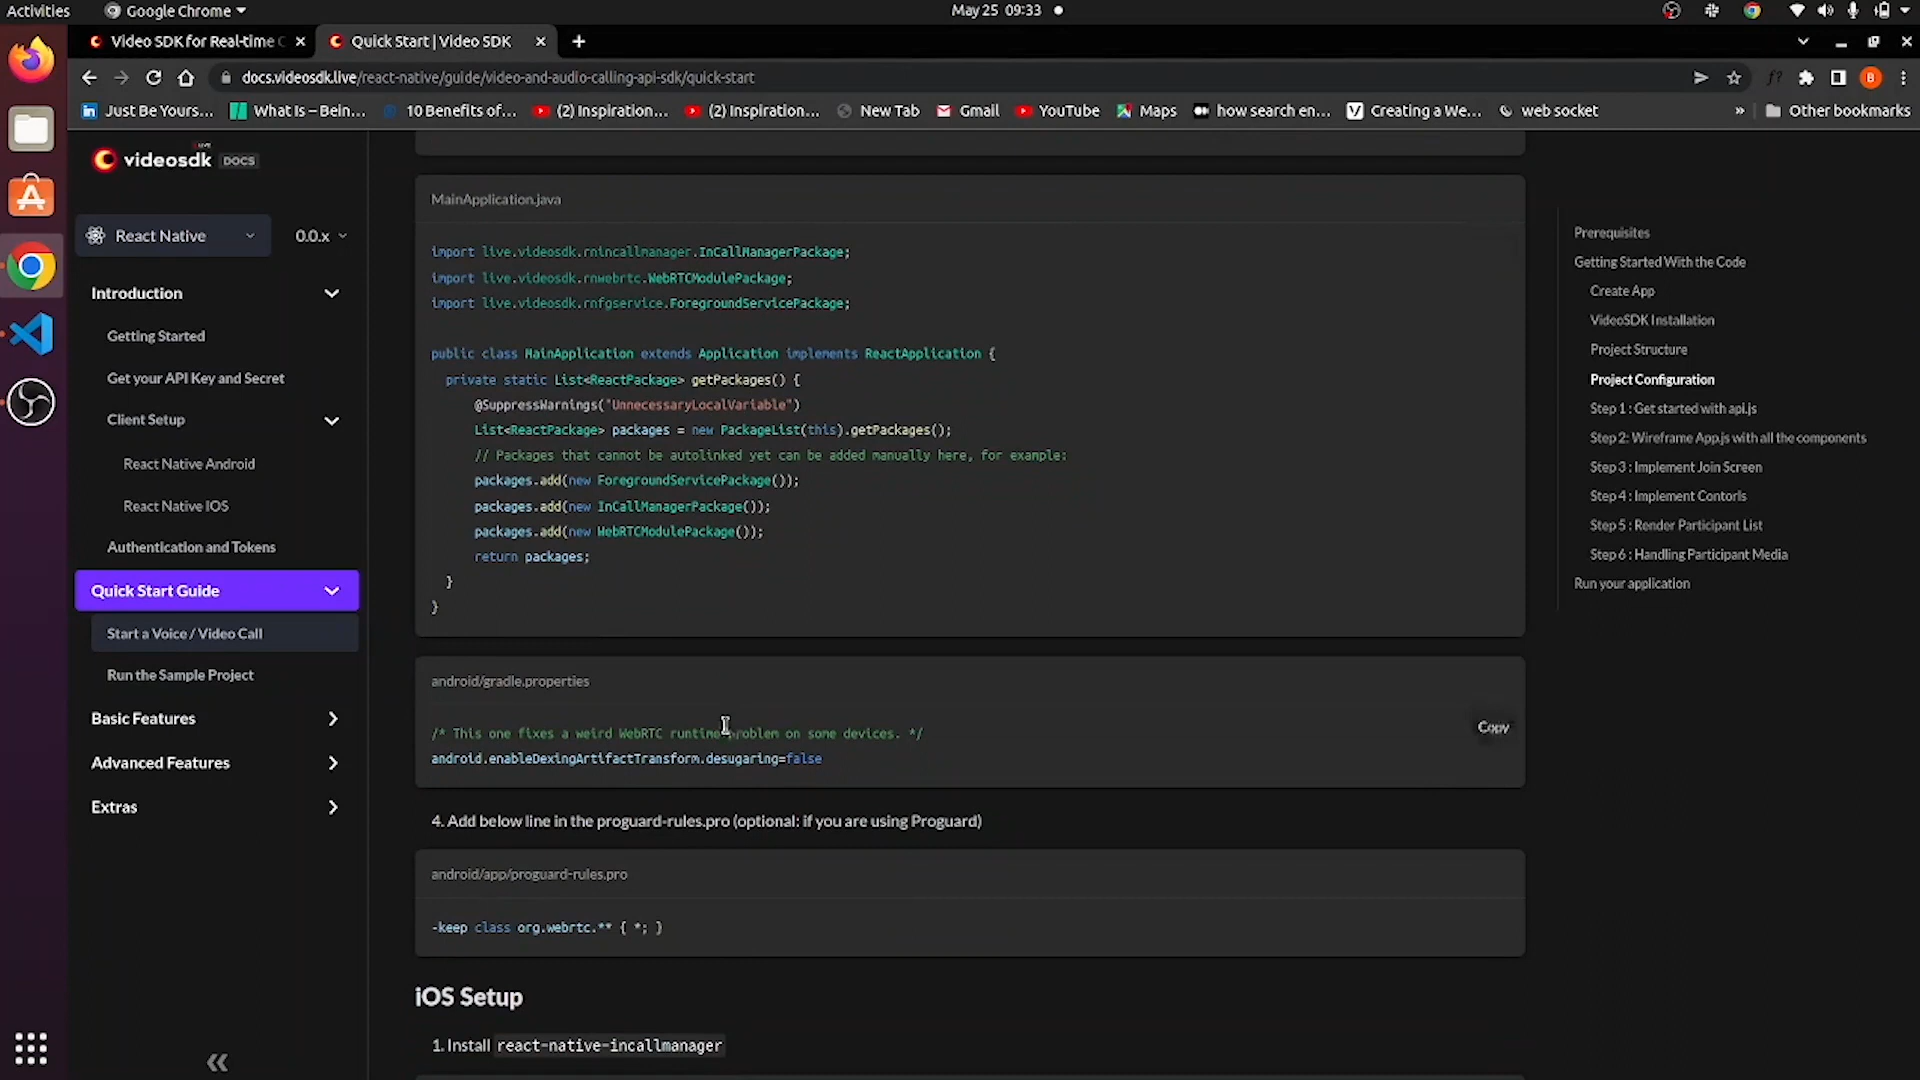 Activities
Google Chrome
May 25 09:33
Video SDK for Real-time C
Quick Start | Video SDK
docs.videosdk.live/react-native/guide/video-and-audio-calling-api-sdk/quick-start
f?
B
Just Be Yours...
What Is – Bein...
10 Benefits of...
(2) Inspiration...
(2) Inspiration...
New Tab
Gmail
YouTube
Maps
how search en...
Creating a We...
web socket
»
Other bookmarks
videosdk LIVE DOCS
React Native
0.0.x
Introduction
Getting Started
Get your API Key and Secret
Client Setup
React Native Android
React Native IOS
Authentication and Tokens
Quick Start Guide
Start a Voice / Video Call
Run the Sample Project
Basic Features
Advanced Features
Extras
MainApplication.java
import live.videosdk.rnincallmanager.InCallManagerPackage;
import live.videosdk.rnwebrtc.WebRTCModulePackage;
import live.videosdk.rnfgservice.ForegroundServicePackage;
public class MainApplication extends Application implements ReactApplication {
private static List<ReactPackage> getPackages() {
@SuppressWarnings("UnnecessaryLocalVariable")
List<ReactPackage> packages = new PackageList(this).getPackages();
// Packages that cannot be autolinked yet can be added manually here, for example:
packages.add(new ForegroundServicePackage());
packages.add(new InCallManagerPackage());
packages.add(new WebRTCModulePackage());
return packages;
}
}
android/gradle.properties
/* This one fixes a weird WebRTC runtime problem on some devices. */
android.enableDexingArtifactTransform.desugaring=false
Copy
4. Add below line in the proguard-rules.pro (optional: if you are using Proguard)
android/app/proguard-rules.pro
-keep class org.webrtc.** { *; }
iOS Setup
1. Install react-native-incallmanager
Prerequisites
Getting Started With the Code
Create App
VideoSDK Installation
Project Structure
Project Configuration
Step 1 : Get started with api.js
Step 2: Wireframe App.js with all the components
Step 3 : Implement Join Screen
Step 4 : Implement Contorls
Step 5 : Render Participant List
Step 6 : Handling Participant Media
Run your application